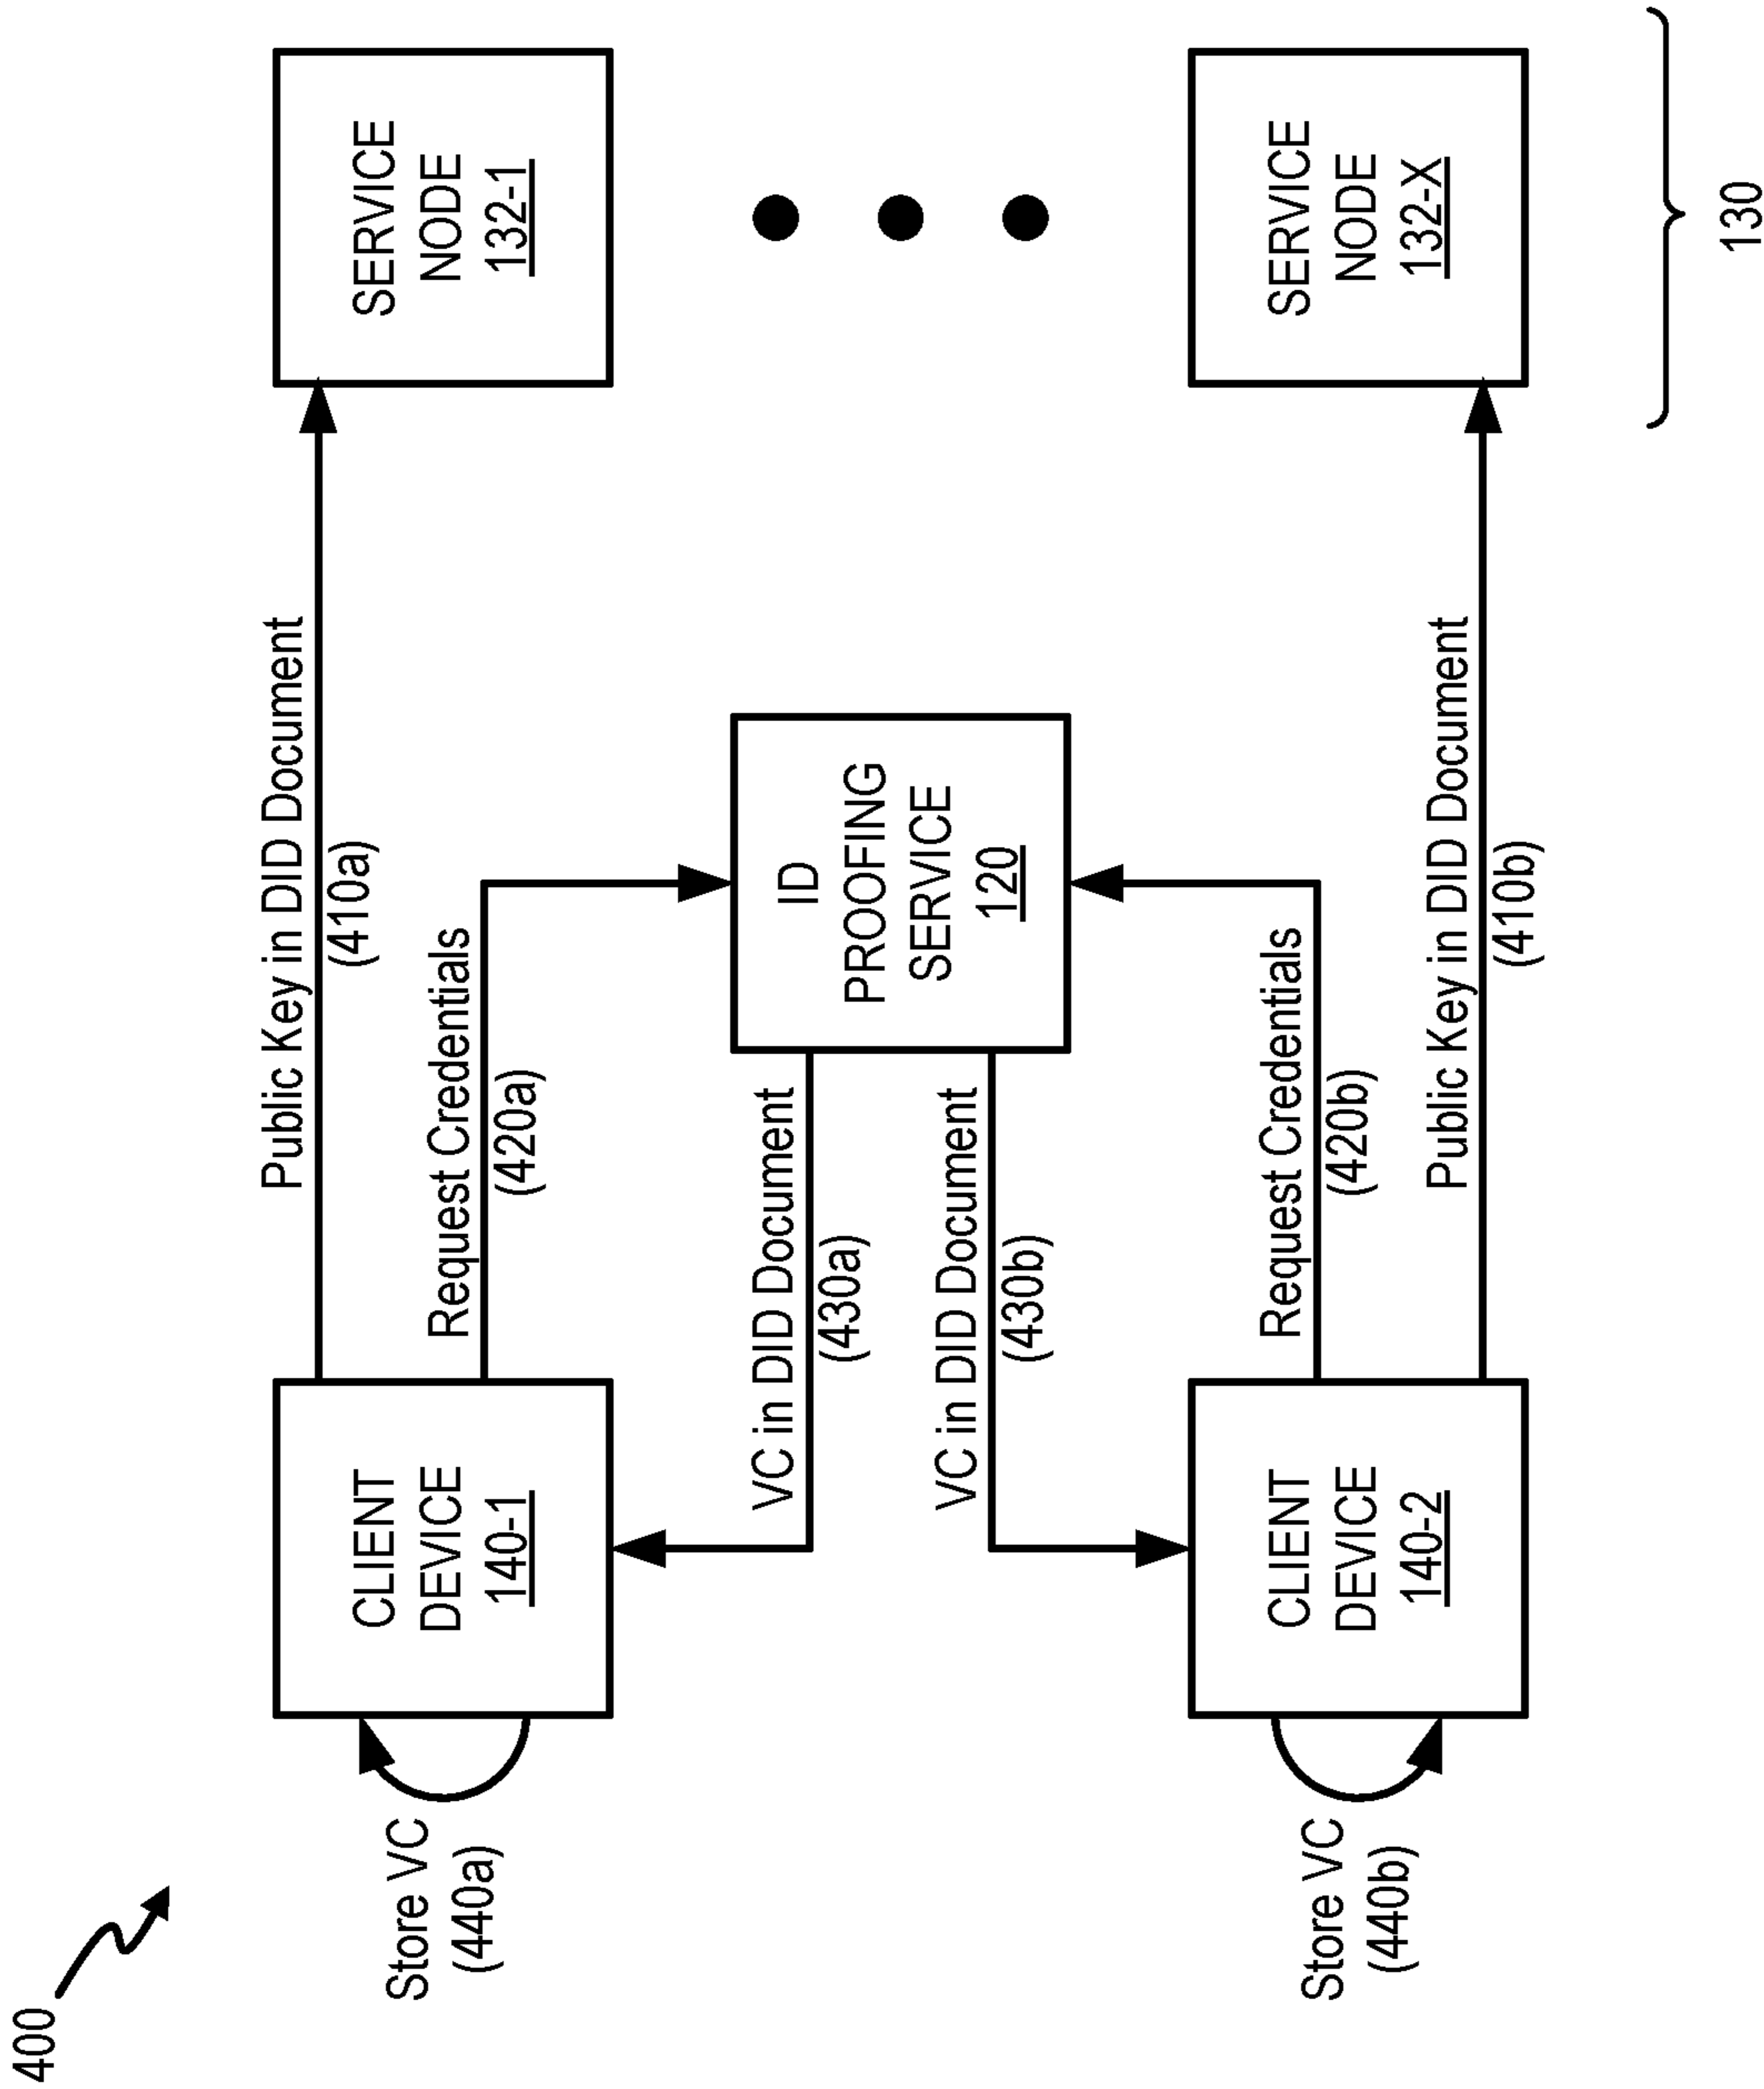 400
Store VC
(440a)
CLIENT
DEVICE
140-1
Public Key in DID Document
(410a)
Request Credentials
(420a)
SERVICE
NODE
132-1
VC in DID Document
(430a)
ID
PROOFING
SERVICE
120
VC in DID Document
(430b)
Store VC
(440b)
CLIENT
DEVICE
140-2
Request Credentials
(420b)
Public Key in DID Document
(410b)
SERVICE
NODE
132-X
130